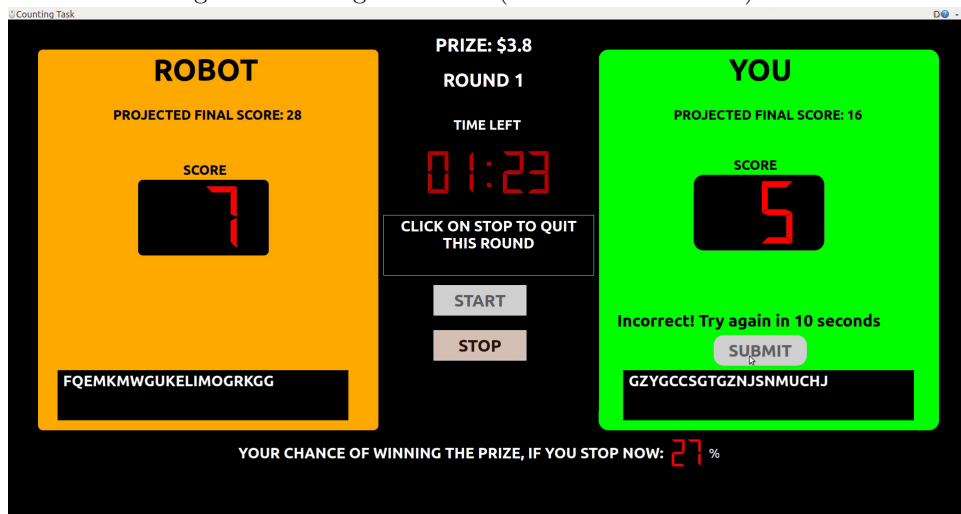 Counting Task
PRIZE: $3.8
ROBOT
YOU
ROUND 1
PROJECTED FINAL SCORE: 28
TIME LEFT
PROJECTED FINAL SCORE: 16
SCORE
7
01:23
SCORE
5
CLICK ON STOP TO QUIT
THIS ROUND
START
STOP
Incorrect! Try again in 10 seconds
SUBMIT
FQEMKMWGUKELIMOGRKGG
GZYGCCSGTGZNJSNMUCHJ
YOUR CHANCE OF WINNING THE PRIZE, IF YOU STOP NOW: 27 %